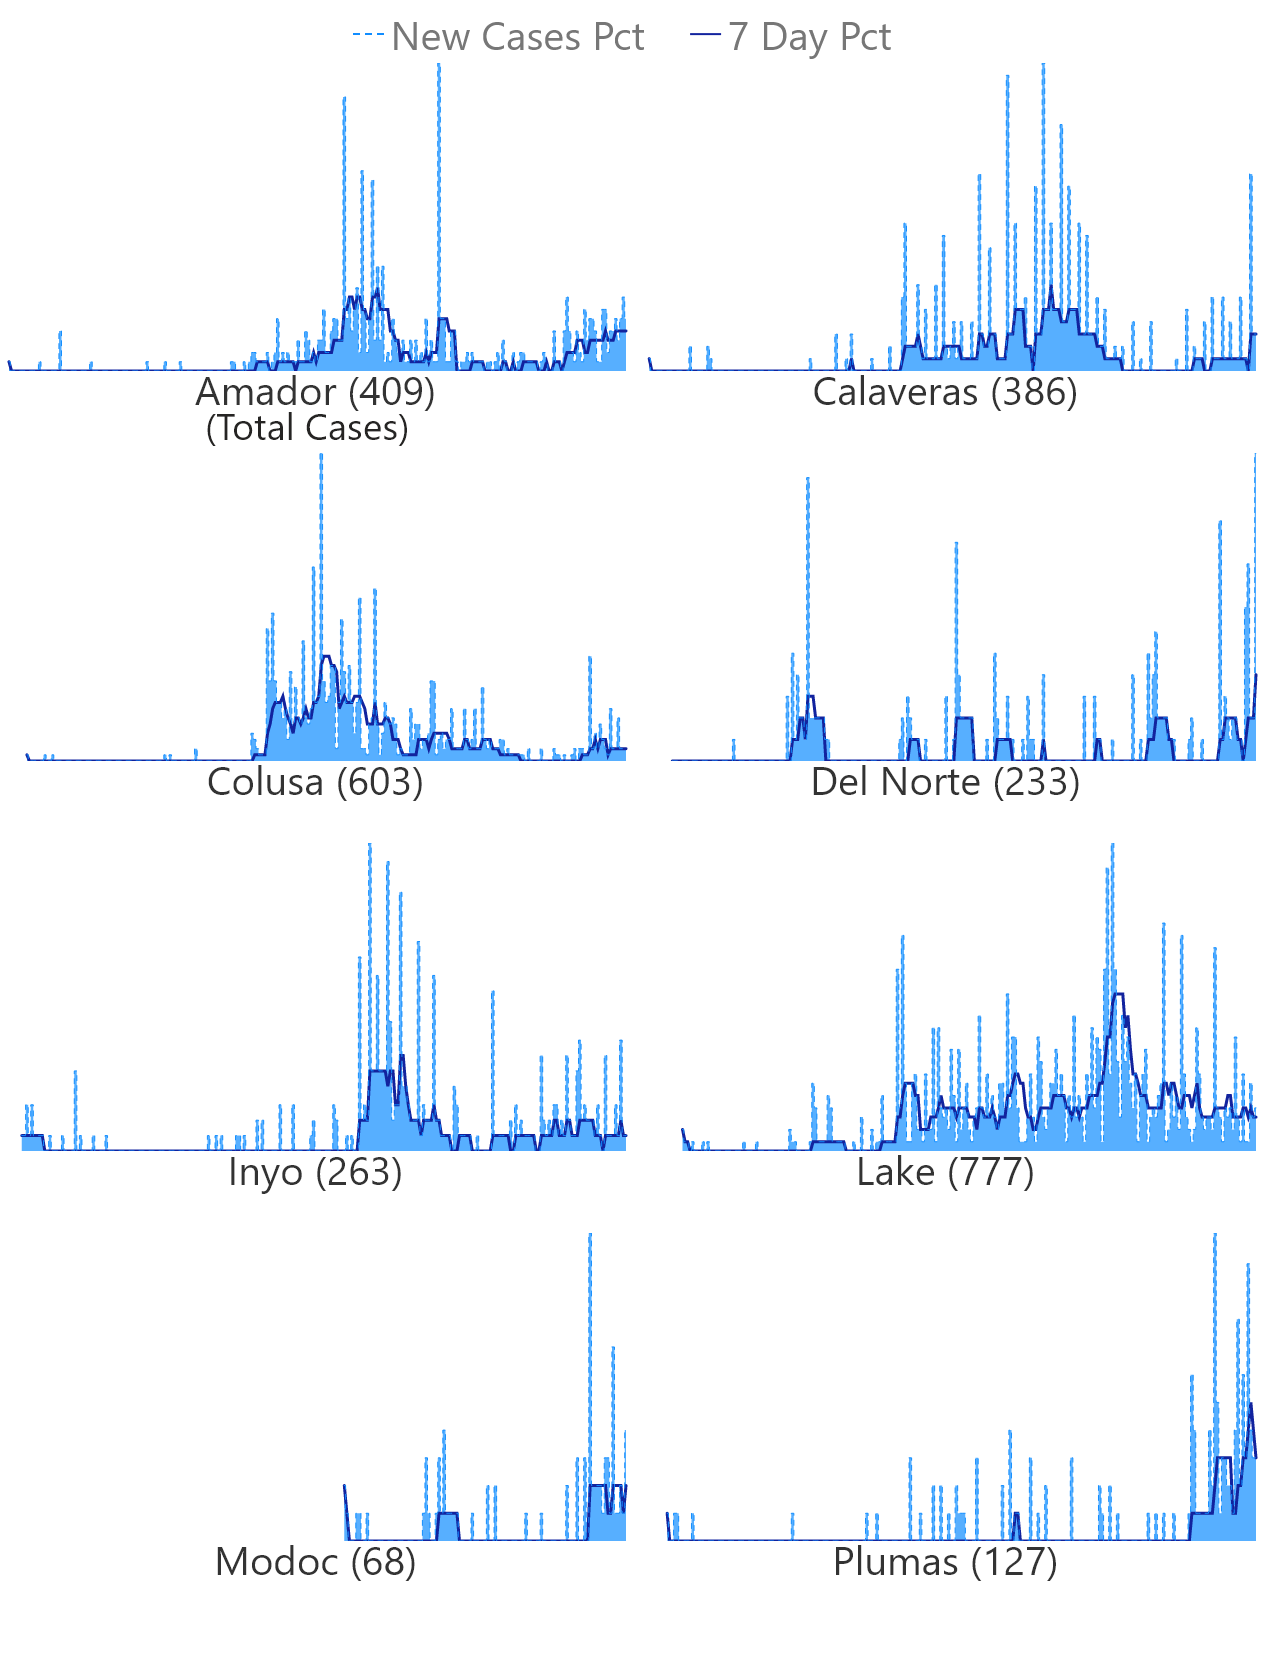 New Cases Pct 7 Day Pct
Amador (409)
(Total Cases)
Calaveras (386)
Colusa (603)
Del Norte (233)
Inyo (263)
Lake (777)
Modoc (68)
Plumas (127)